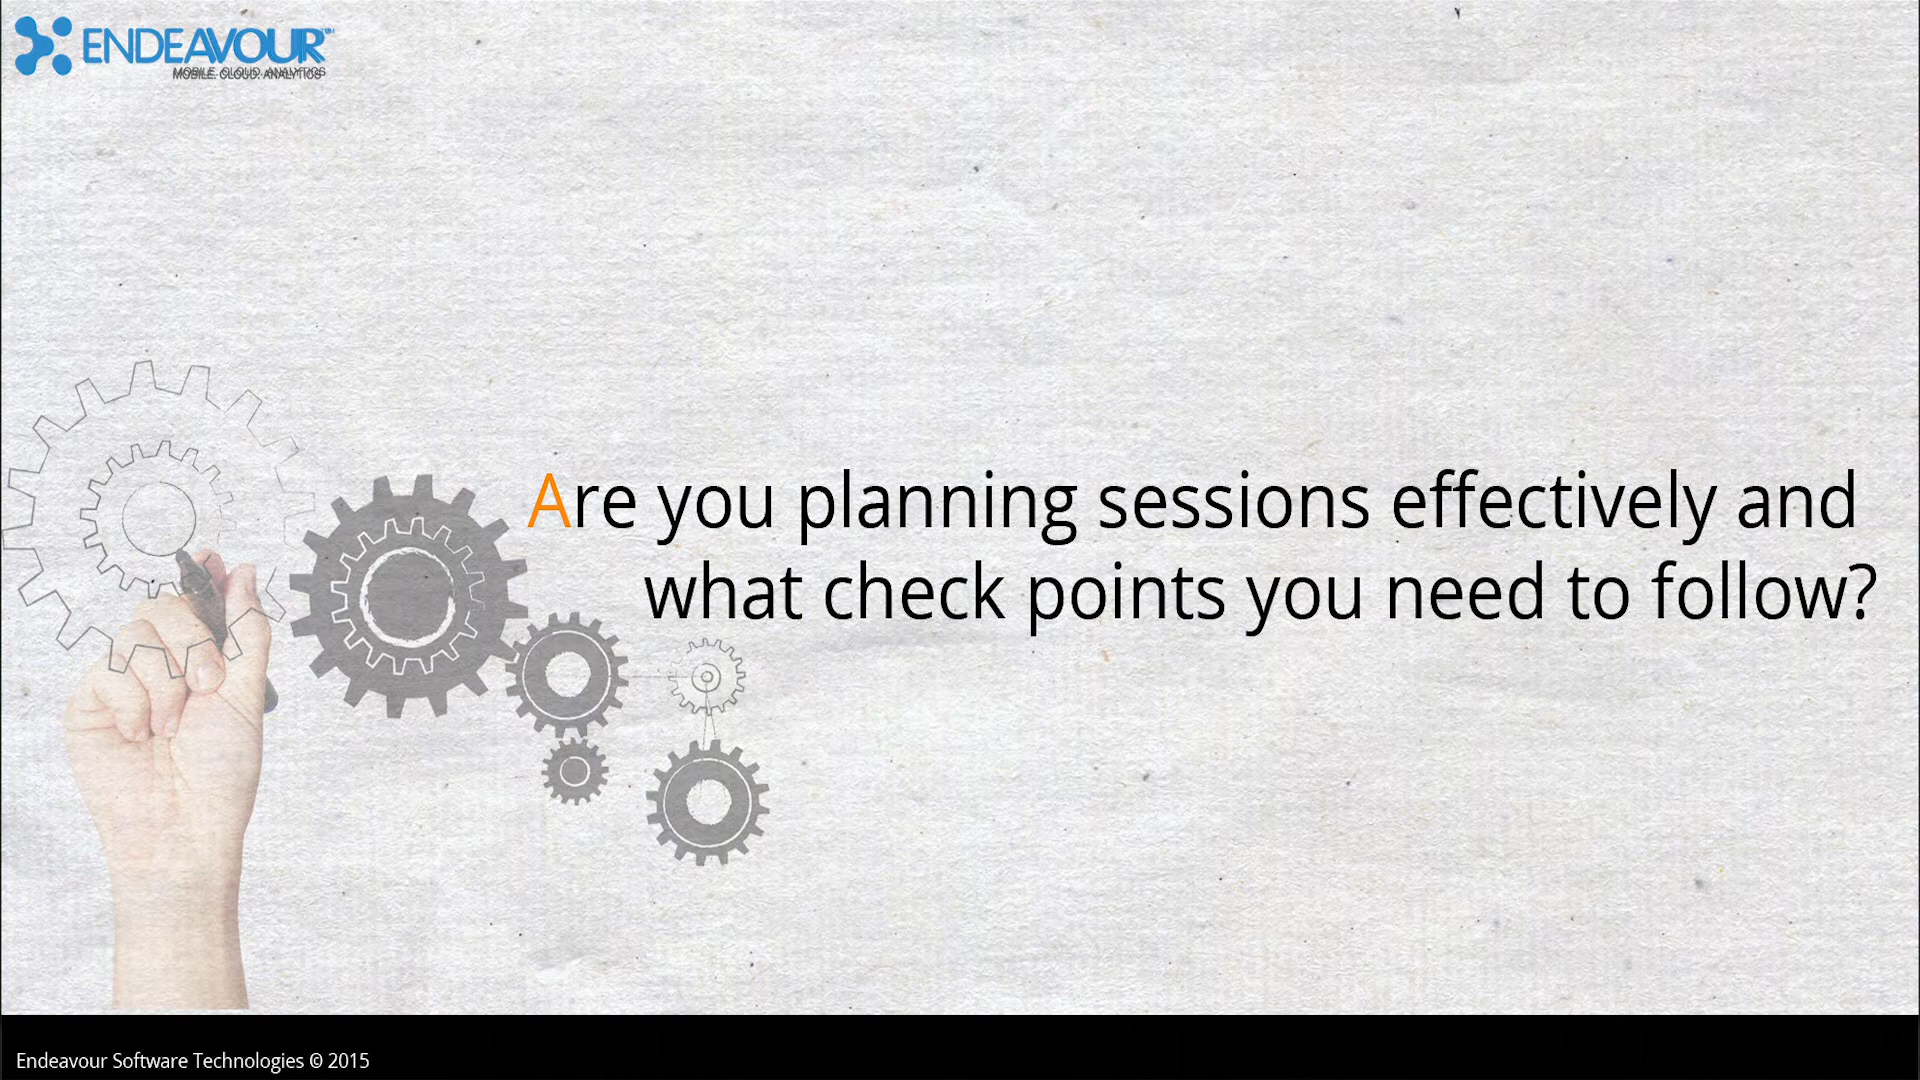 ENDEAVOUR™
MOBILE. CLOUD. ANALYTICS
Are you planning sessions effectively and
what check points you need to follow?
Endeavour Software Technologies © 2015